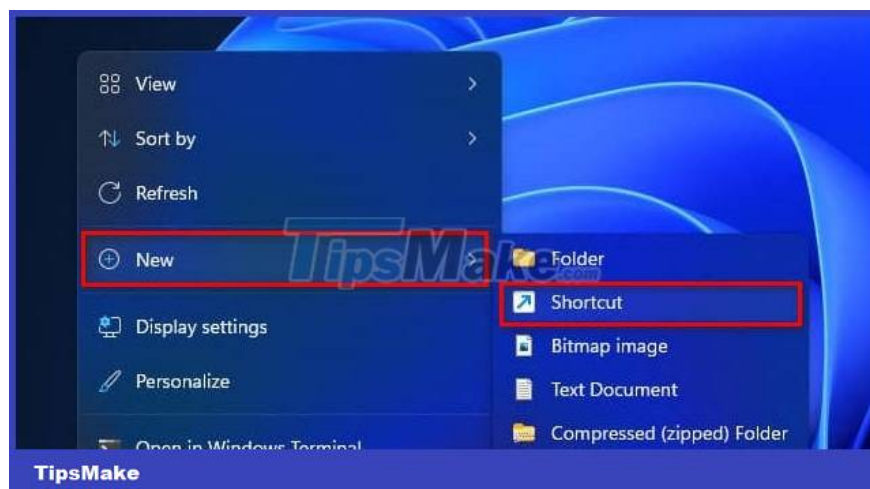 View
Sort by
Refresh
New
TipsMake.com
Folder
Shortcut
Display settings
Bitmap image
Personalize
Text Document
Open in Windows Terminal
Compressed (zipped) Folder
TipsMake